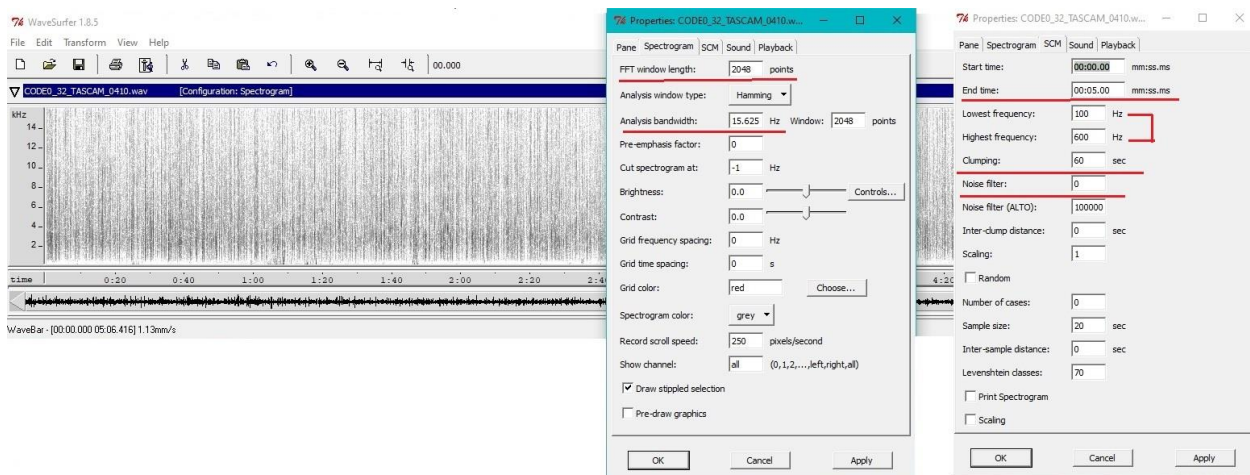 WaveSurfer 1.8.5
File Edit Transform View Help
00.000
CODE0_32_TASCAM_0410.wav [Configuration: Spectrogram]
kHz
14
12
10
8
6
4
2
time 0:20 0:40 1:00 1:20 1:40 2:00 2:20 2:4
WaveBar - [00:00.000 05:06.416] 1.13mm/s
Properties: CODE0_32_TASCAM_0410.w...
Pane Spectrogram SCM Sound Playback
FFT window length: 2048 points
Analysis window type: Hamming
Analysis bandwidth: 15.625 Hz Window: 2048 points
Pre-emphasis factor: 0
Cut spectrogram at: -1 Hz
Brightness: 0.0 Controls...
Contrast: 0.0
Grid frequency spacing: 0 Hz
Grid time spacing: 0 s
Grid color: red Choose...
Spectrogram color: grey
Record scroll speed: 250 pixels/second
Show channel: all (0,1,2,...,left,right,all)
Draw stippled selection
Pre-draw graphics
OK Cancel Apply
4:20
Properties: CODE0_32_TASCAM_0410.w...
Pane Spectrogram SCM Sound Playback
Start time: 00:00.00 mm:ss.ms
End time: 00:05.00 mm:ss.ms
Lowest frequency: 100 Hz
Highest frequency: 600 Hz
Clumping: 60 sec
Noise filter: 0
Noise filter (ALTO): 100000
Inter-clump distance: 0 sec
Scaling: 1
Random
Number of cases: 0
Sample size: 20 sec
Inter-sample distance: 0 sec
Levenshtein classes: 70
Print Spectrogram
Scaling
OK Cancel Apply